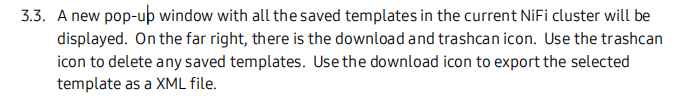 3.3. A new pop-up window with all the saved templates in the current NiFi cluster will be
displayed. On the far right, there is the download and trashcan icon. Use the trashcan
icon to delete any saved templates. Use the download icon to export the selected
template as a XML file.